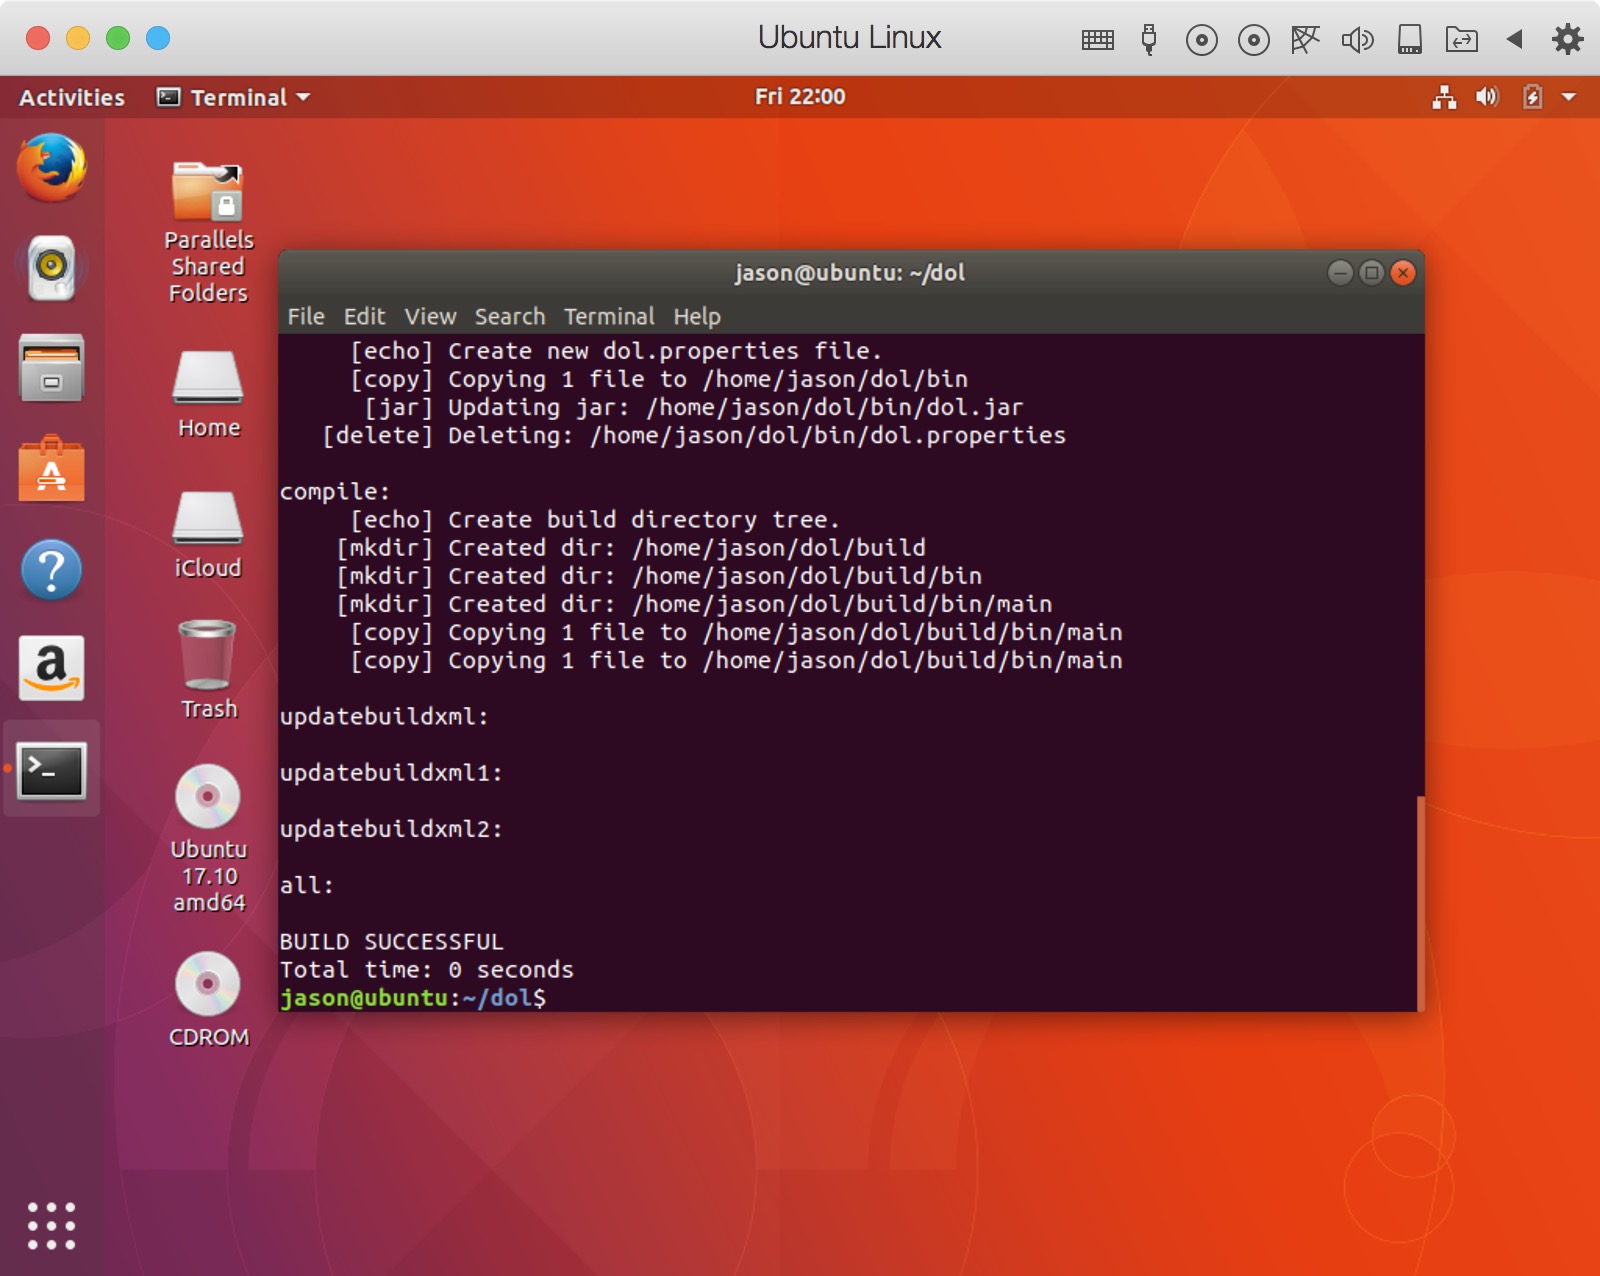 Ubuntu Linux
Activities
Terminal
Fri 22:00
Parallels
Shared
Folders
Home
iCloud
Trash
Ubuntu
17.10
amd64
CDROM
jason@ubuntu: ~/dol
File Edit View Search Terminal Help
[echo] Create new dol.properties file.
[copy] Copying 1 file to /home/jason/dol/bin
[jar] Updating jar: /home/jason/dol/bin/dol.jar
[delete] Deleting: /home/jason/dol/bin/dol.properties
compile:
[echo] Create build directory tree.
[mkdir] Created dir: /home/jason/dol/build
[mkdir] Created dir: /home/jason/dol/build/bin
[mkdir] Created dir: /home/jason/dol/build/bin/main
[copy] Copying 1 file to /home/jason/dol/build/bin/main
[copy] Copying 1 file to /home/jason/dol/build/bin/main
updatebuildxml:
updatebuildxml1:
updatebuildxml2:
all:
BUILD SUCCESSFUL
Total time: 0 seconds
jason@ubuntu:~/dol$